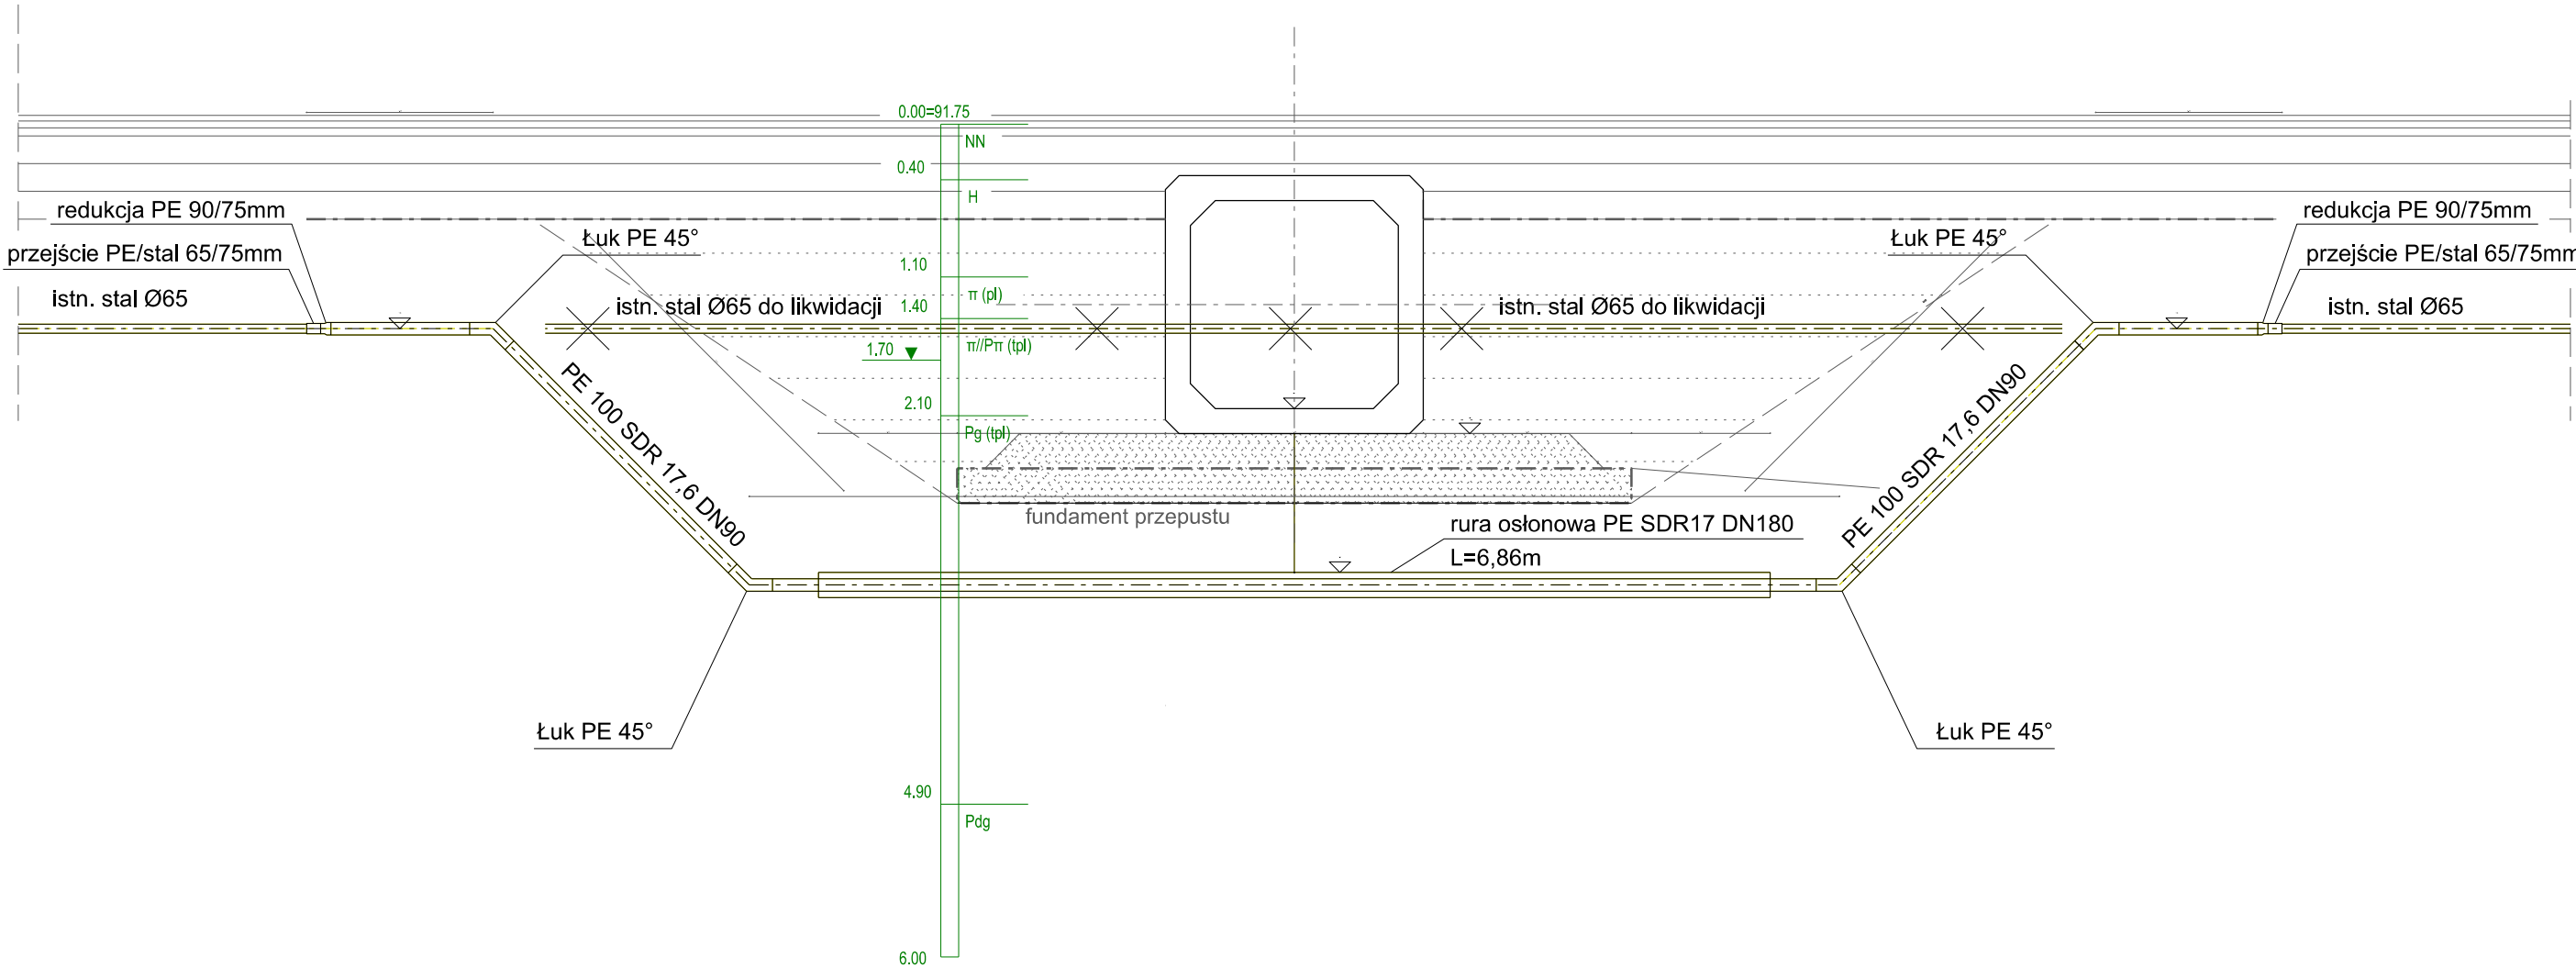 0.00=91.75
NN
0.40
H
redukcja PE 90/75mm
redukcja PE 90/75mm
Łuk PE 45°
Łuk PE 45°
przejście PE/stal 65/75mm
przejście PE/stal 65/75mm
1.10
π (pl)
istn. stal Ø65
istn. stal Ø65 do likwidacji
1.40
istn. stal Ø65 do likwidacji
istn. stal Ø65
1.70
π//Pπ (tpl)
PE 100 SDR 17,6 DN90
PE 100 SDR 17,6 DN90
2.10
Pg (tpl)
fundament przepustu
rura osłonowa PE SDR17 DN180
L=6,86m
Łuk PE 45°
Łuk PE 45°
4.90
Pdg
6.00